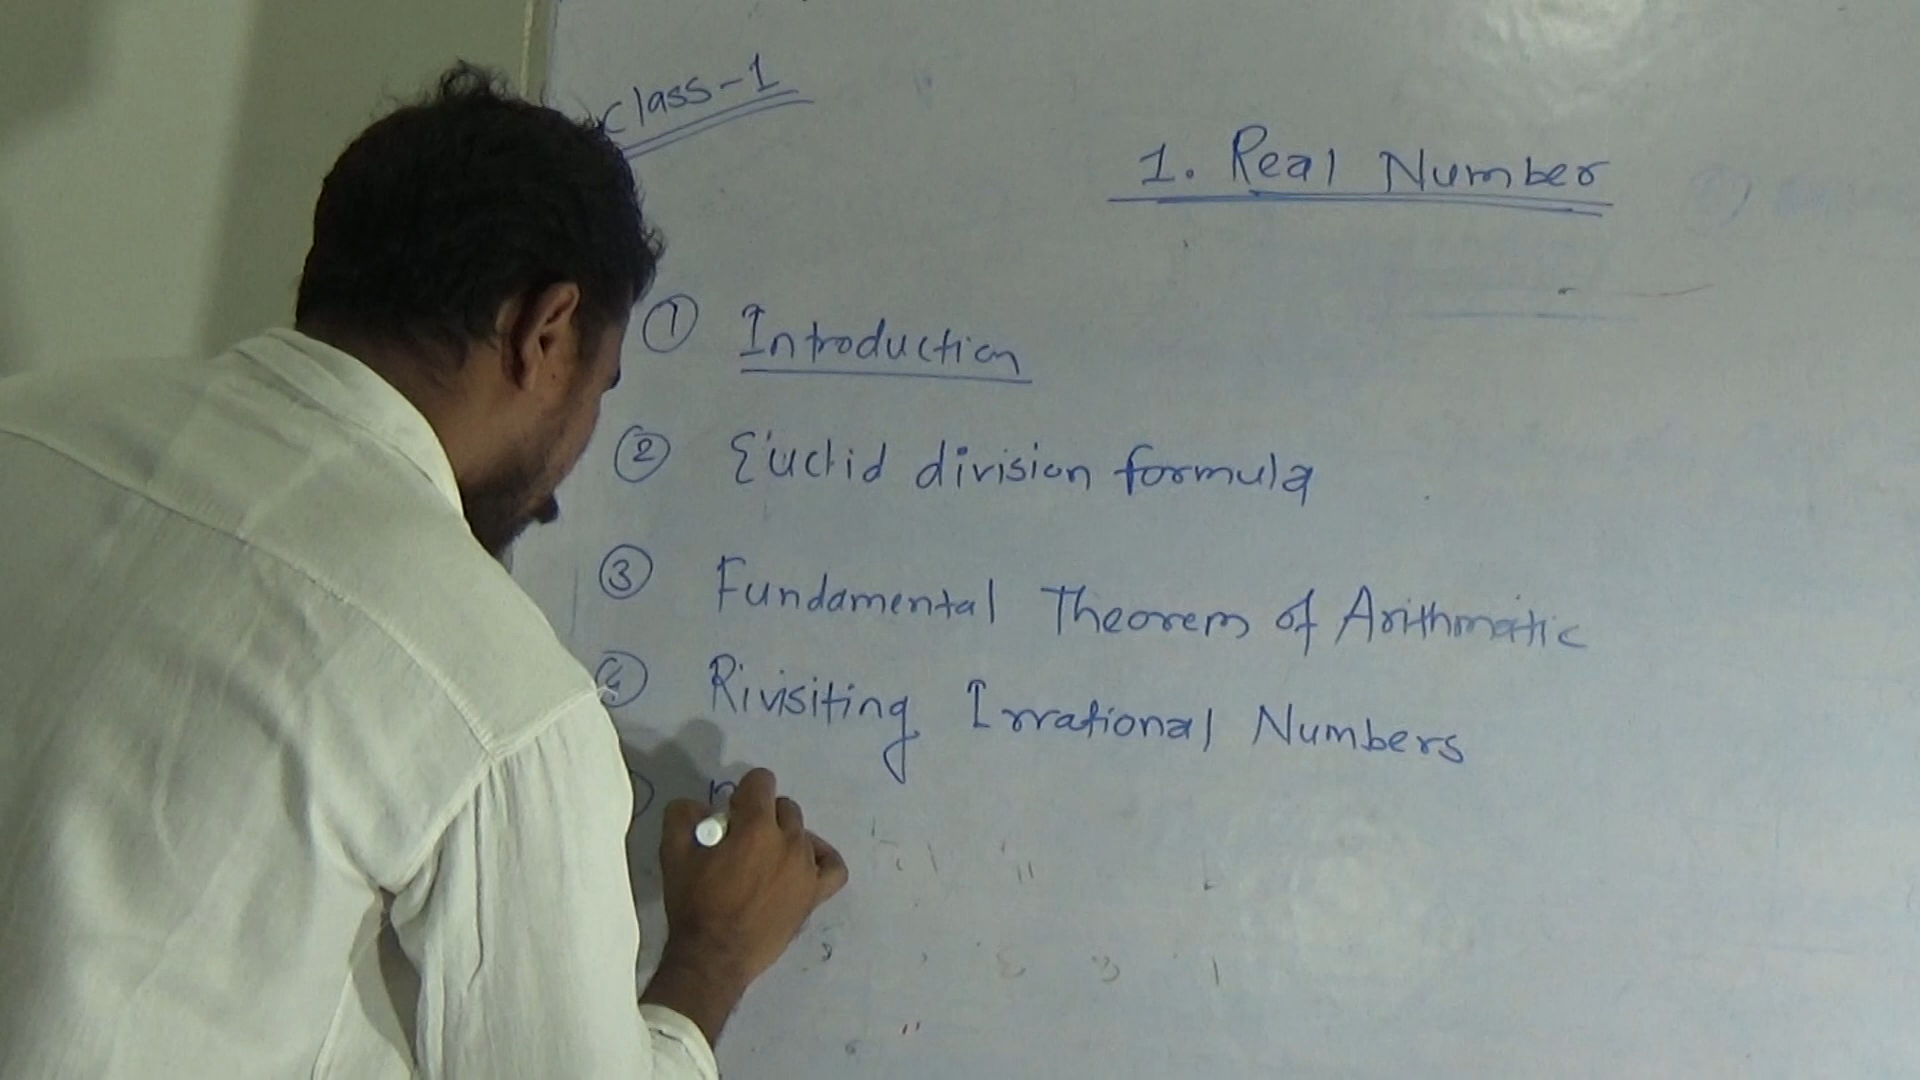 class-1
1. Real Number
① Introduction
② Euclid division formula
③ Fundamental Theorem of Arithmatic
④ Rivisiting Irrational Numbers